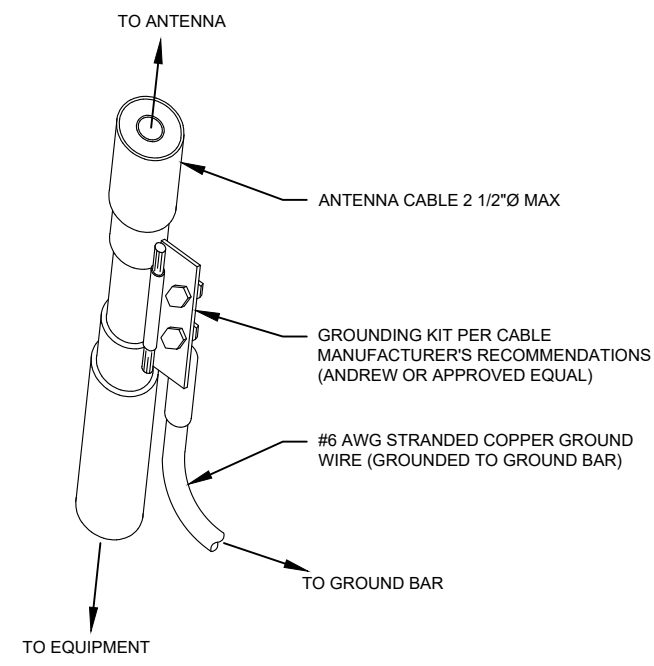 TO ANTENNA
ANTENNA CABLE 2 1/2"Ø MAX
GROUNDING KIT PER CABLE
MANUFACTURER'S RECOMMENDATIONS
(ANDREW OR APPROVED EQUAL)
#6 AWG STRANDED COPPER GROUND
WIRE (GROUNDED TO GROUND BAR)
TO GROUND BAR
TO EQUIPMENT